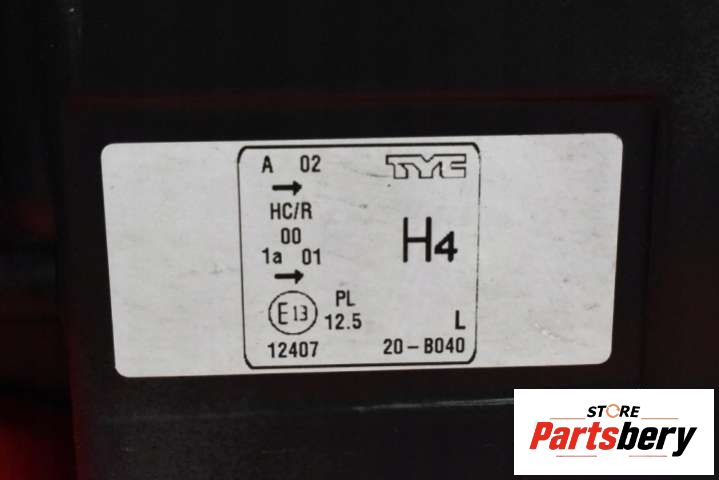 A 02
TYC
→
HC/R
00
H4
1a 01
→
E13
PL
12.5
L
12407
20-B040
STORE
Partsbery